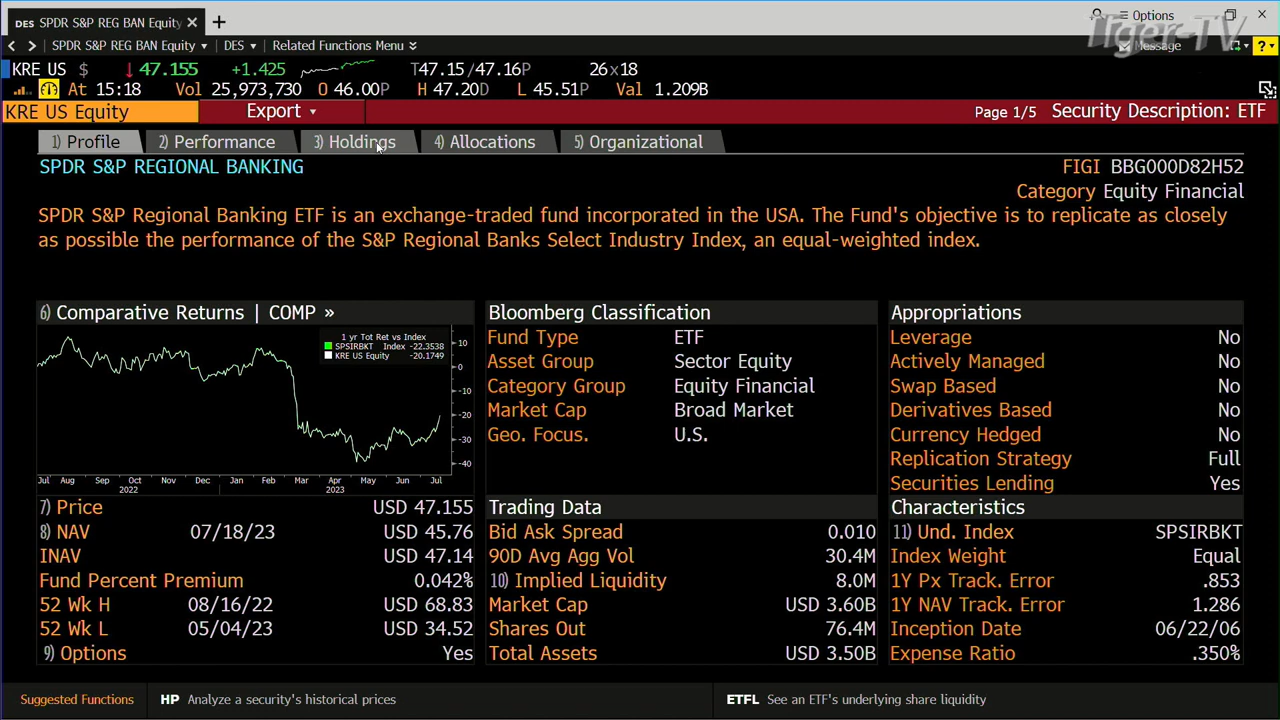 DES SPDR S&P REG BAN Equity × +
Options
Tiger-TV
< > SPDR S&P REG BAN Equity ▾ DES ▾ Related Functions Menu
Message
?
KRE US $ ↓47.155 +1.425 T47.15/47.16P 26x18
At 15:18 Vol 25,973,730 O 46.00P H 47.20D L 45.51P Val 1.209B
KRE US Equity Export ▾ Page 1/5 Security Description: ETF
1) Profile 2) Performance 3) Holdings 4) Allocations 5) Organizational
SPDR S&P REGIONAL BANKING FIGI BBG000D82H52
Category Equity Financial
SPDR S&P Regional Banking ETF is an exchange-traded fund incorporated in the USA. The Fund's objective is to replicate as closely
as possible the performance of the S&P Regional Banks Select Industry Index, an equal-weighted index.
6) Comparative Returns | COMP »
1 yr Tot Ret vs Index
SPSIRBKT Index -22.3538
KRE US Equity -20.1749
10
0
-10
-20
-30
-40
Jul Aug Sep Oct Nov Dec Jan Feb Mar Apr May Jun Jul
2022 2023
7) Price USD 47.155
8) NAV 07/18/23 USD 45.76
INAV USD 47.14
Fund Percent Premium 0.042%
52 Wk H 08/16/22 USD 68.83
52 Wk L 05/04/23 USD 34.52
9) Options Yes
Bloomberg Classification
Fund Type ETF
Asset Group Sector Equity
Category Group Equity Financial
Market Cap Broad Market
Geo. Focus. U.S.
Trading Data
Bid Ask Spread 0.010
90D Avg Agg Vol 30.4M
10) Implied Liquidity 8.0M
Market Cap USD 3.60B
Shares Out 76.4M
Total Assets USD 3.50B
Appropriations
Leverage No
Actively Managed No
Swap Based No
Derivatives Based No
Currency Hedged No
Replication Strategy Full
Securities Lending Yes
Characteristics
11) Und. Index SPSIRBKT
Index Weight Equal
1Y Px Track. Error .853
1Y NAV Track. Error 1.286
Inception Date 06/22/06
Expense Ratio .350%
Suggested Functions HP Analyze a security's historical prices ETFL See an ETF's underlying share liquidity